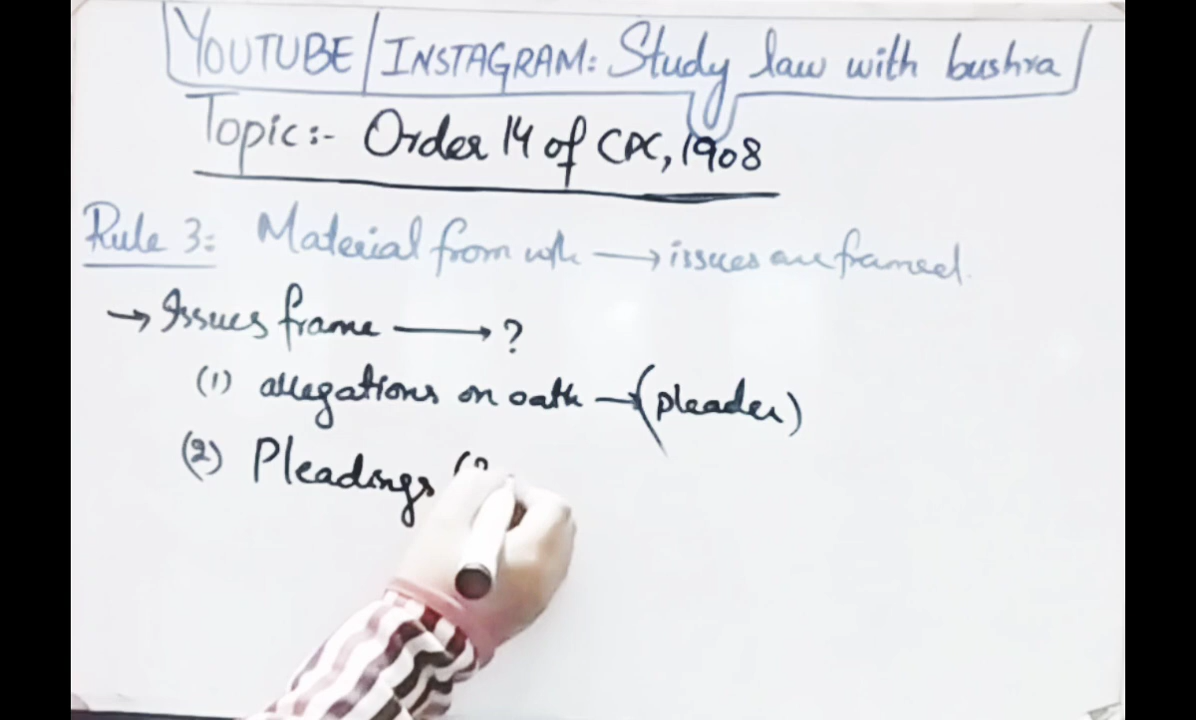 YOUTUBE/INSTAGRAM: Study law with bushra
Topic:- Order 14 of CPC, 1908
Rule 3: Material from wh → issues are framed.
→ Issues frame → ?
(1) allegations on oath → (pleader)
(2) Pleadings (